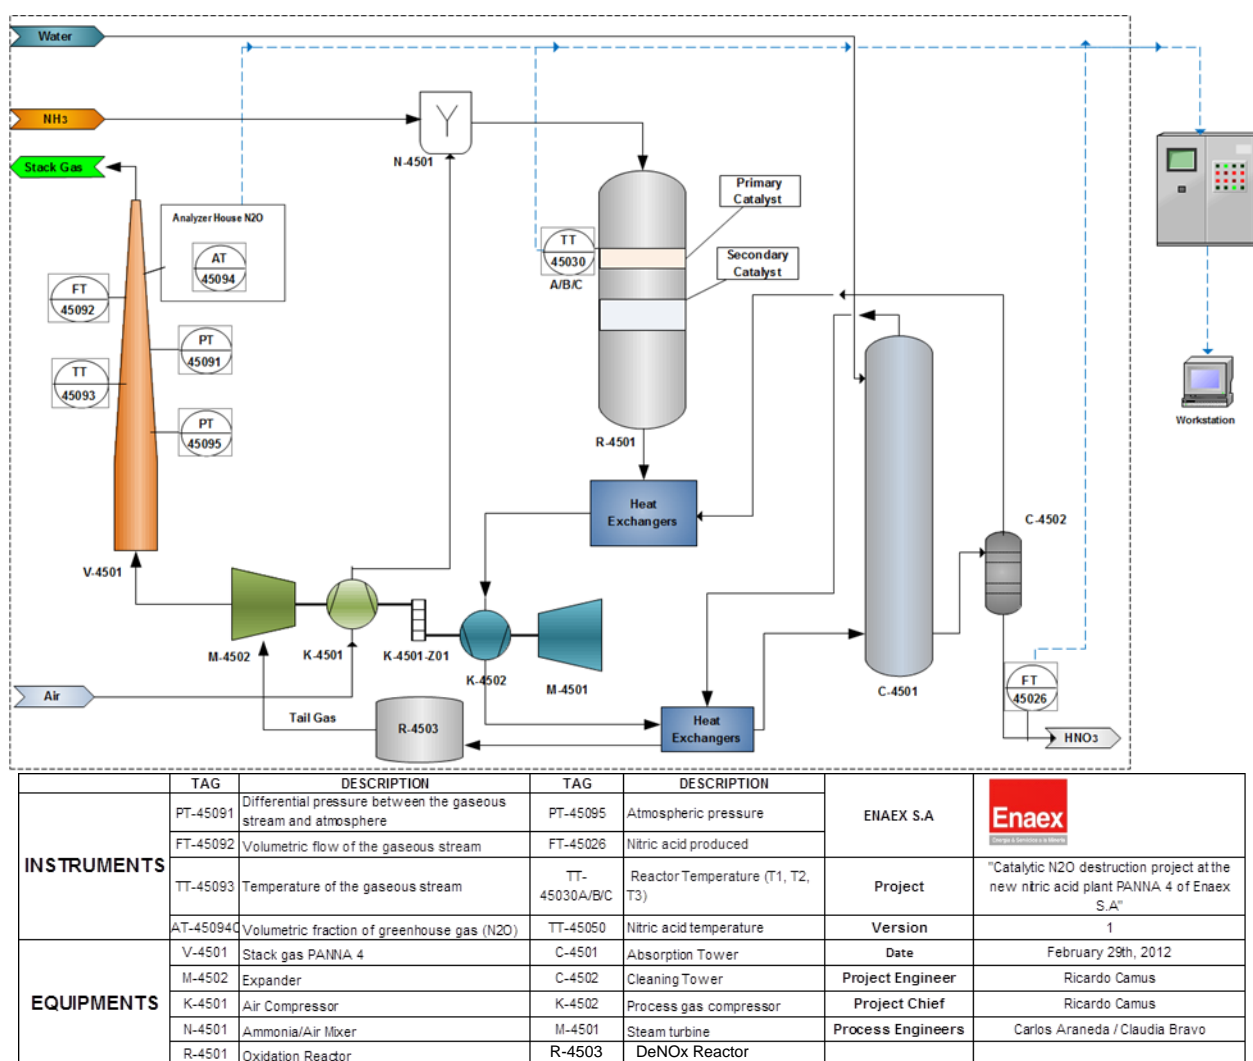 Water
NH3
N-4501
Stack Gas
Analyzer House N2O
AT
45094
FT
45092
PT
45091
TT
45093
PT
45095
V-4501
TT
45030
A/B/C
Primary
Catalyst
Secondary
Catalyst
R-4501
Heat
Exchangers
Workstation
C-4502
M-4502
K-4501
K-4501-Z01
K-4502
M-4501
C-4501
FT
45026
Air
Tail Gas
R-4503
Heat
Exchangers
HNO3
TAG DESCRIPTION TAG DESCRIPTION
INSTRUMENTS
PT-45091 Differential pressure between the gaseous
stream and atmosphere
PT-45095 Atmospheric pressure
ENAEX S.A
Enaex
FT-45092 Volumetric flow of the gaseous stream FT-45026 Nitric acid produced
TT-45093 Temperature of the gaseous stream
TT-
45030A/B/C
Reactor Temperature (T1, T2,
T3)
Project
"Catalytic N2O destruction project at the
new nitric acid plant PANNA 4 of Enaex
S.A"
AT-45094C Volumetric fraction of greenhouse gas (N2O) TT-45050 Nitric acid temperature Version 1
EQUIPMENTS
V-4501 Stack gas PANNA 4 C-4501 Absorption Tower Date February 29th, 2012
M-4502 Expander C-4502 Cleaning Tower Project Engineer Ricardo Camus
K-4501 Air Compressor K-4502 Process gas compressor Project Chief Ricardo Camus
N-4501 Ammonia/Air Mixer M-4501 Steam turbine Process Engineers Carlos Araneda / Claudia Bravo
R-4501 Oxidation Reactor R-4503 DeNOx Reactor